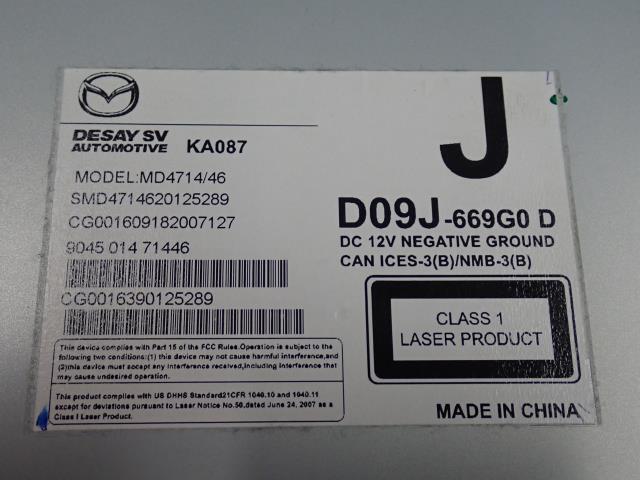 DESAY SV
AUTOMOTIVE KA087
MODEL:MD4714/46
SMD4714620125289
CG001609182007127
9045 014 71446
CG0016390125289
This device complies with Part 15 of the FCC Rules.Operation is subject to the
following two conditions:(1) this device may not cause harmful interference,and
(2)this device must accept any interference received,including interference that
may cause undesired operation.
This product complies with US DHHS Standard21CFR 1040.10 and 1040.11
except for deviations pursuant to Laser Notice No.50,dated June 24, 2007 as a
Class I Laser Product.
J
D09J-669G0 D
DC 12V NEGATIVE GROUND
CAN ICES-3(B)/NMB-3(B)
CLASS 1
LASER PRODUCT
MADE IN CHINA